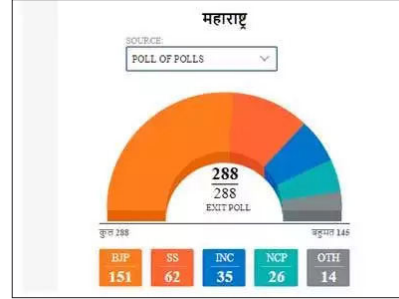 महाराष्ट्र
SOURCE:
POLL OF POLLS
288
288
EXIT POLL
कुल 288
बहुमत 145
BJP SS INC NCP OTH
151 62 35 26 14